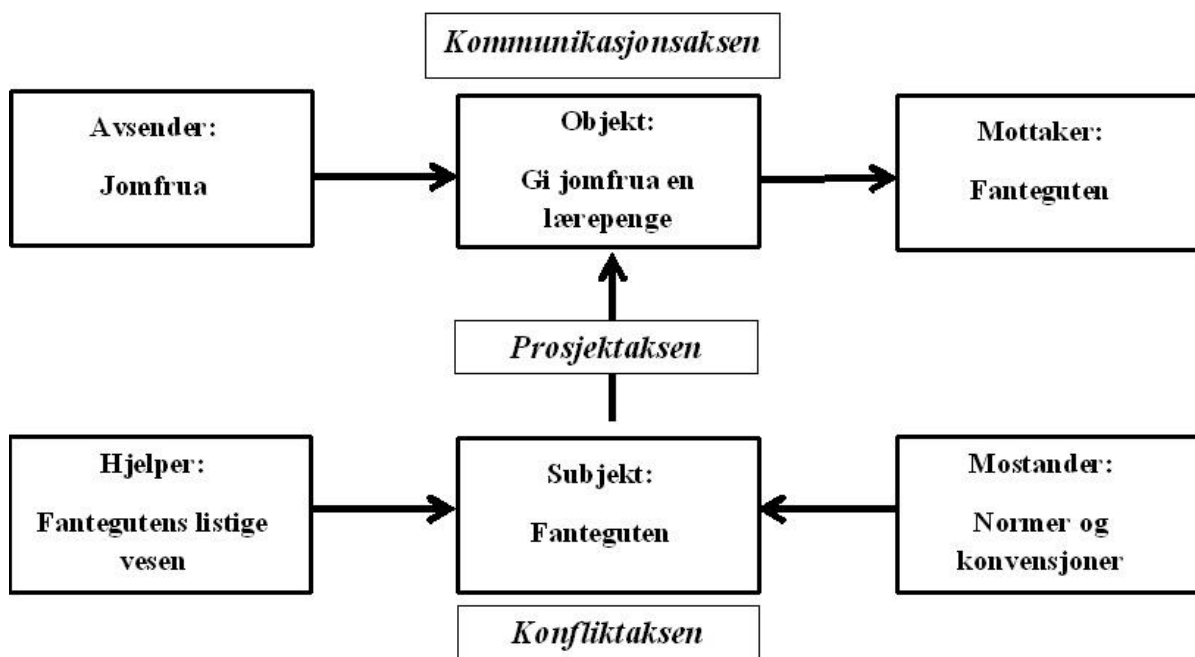 Kommunikasjonsaksen
Avsender:
Jomfrua
Objekt:
Gi jomfrua en
lærepenge
Mottaker:
Fanteguten
Prosjektaksen
Hjelper:
Fantegutens listige
vesen
Subjekt:
Fanteguten
Mostander:
Normer og
konvensjoner
Konfliktaksen